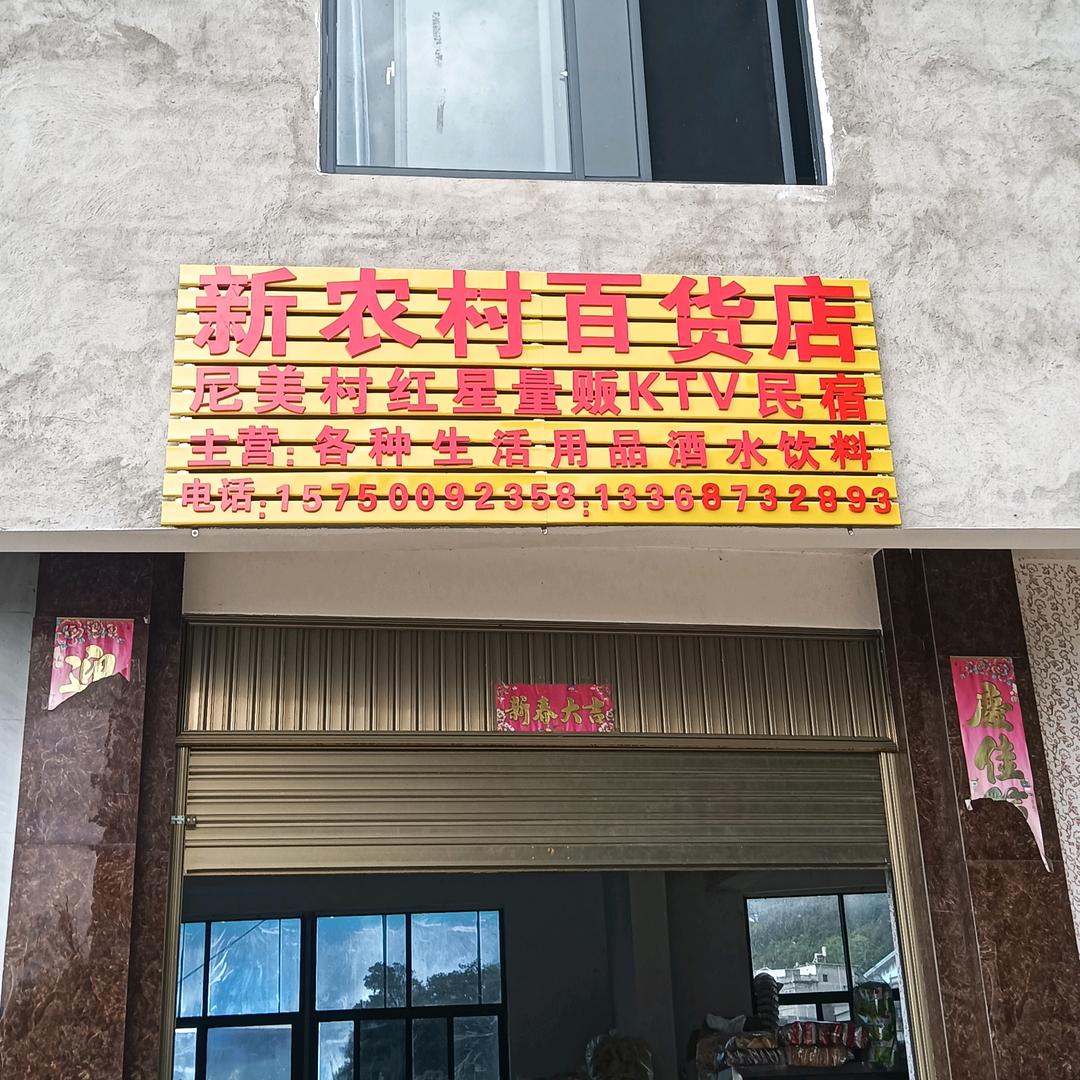 新农村百货店
尼美村红星量贩KTV民宿
主营:各种生活用品酒水饮料
电话:15750092358;13368732893
迎
新春大吉
庆佳